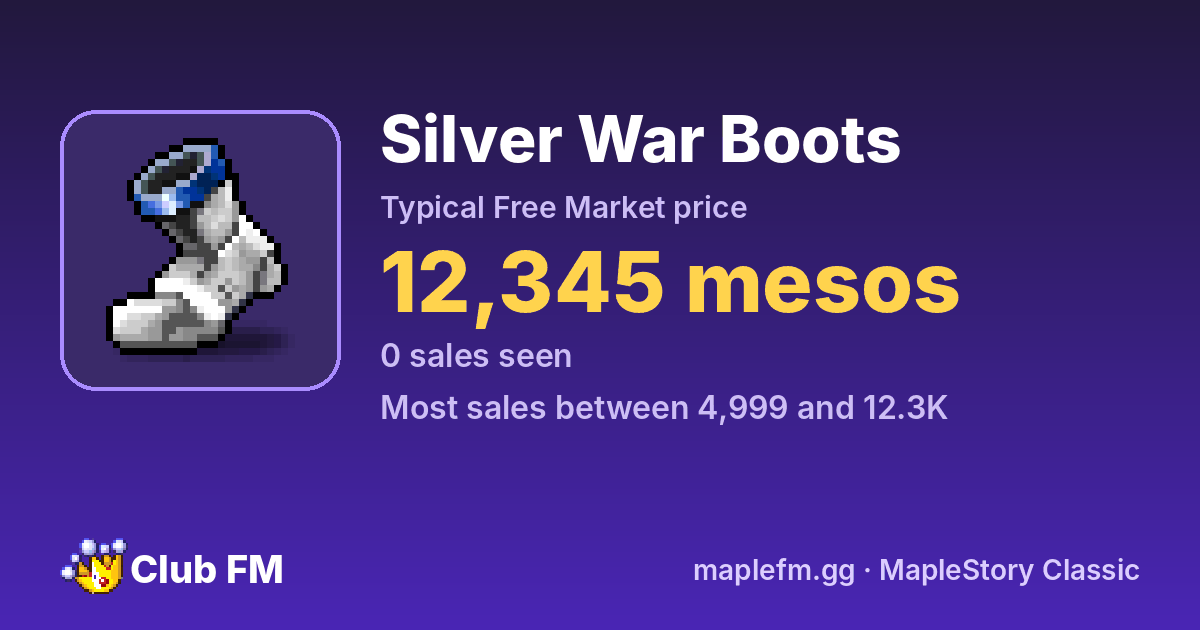 Silver War Boots
Typical Free Market price
12,345 mesos
0 sales seen
Most sales between 4,999 and 12.3K
Club FM
maplefm.gg · MapleStory Classic